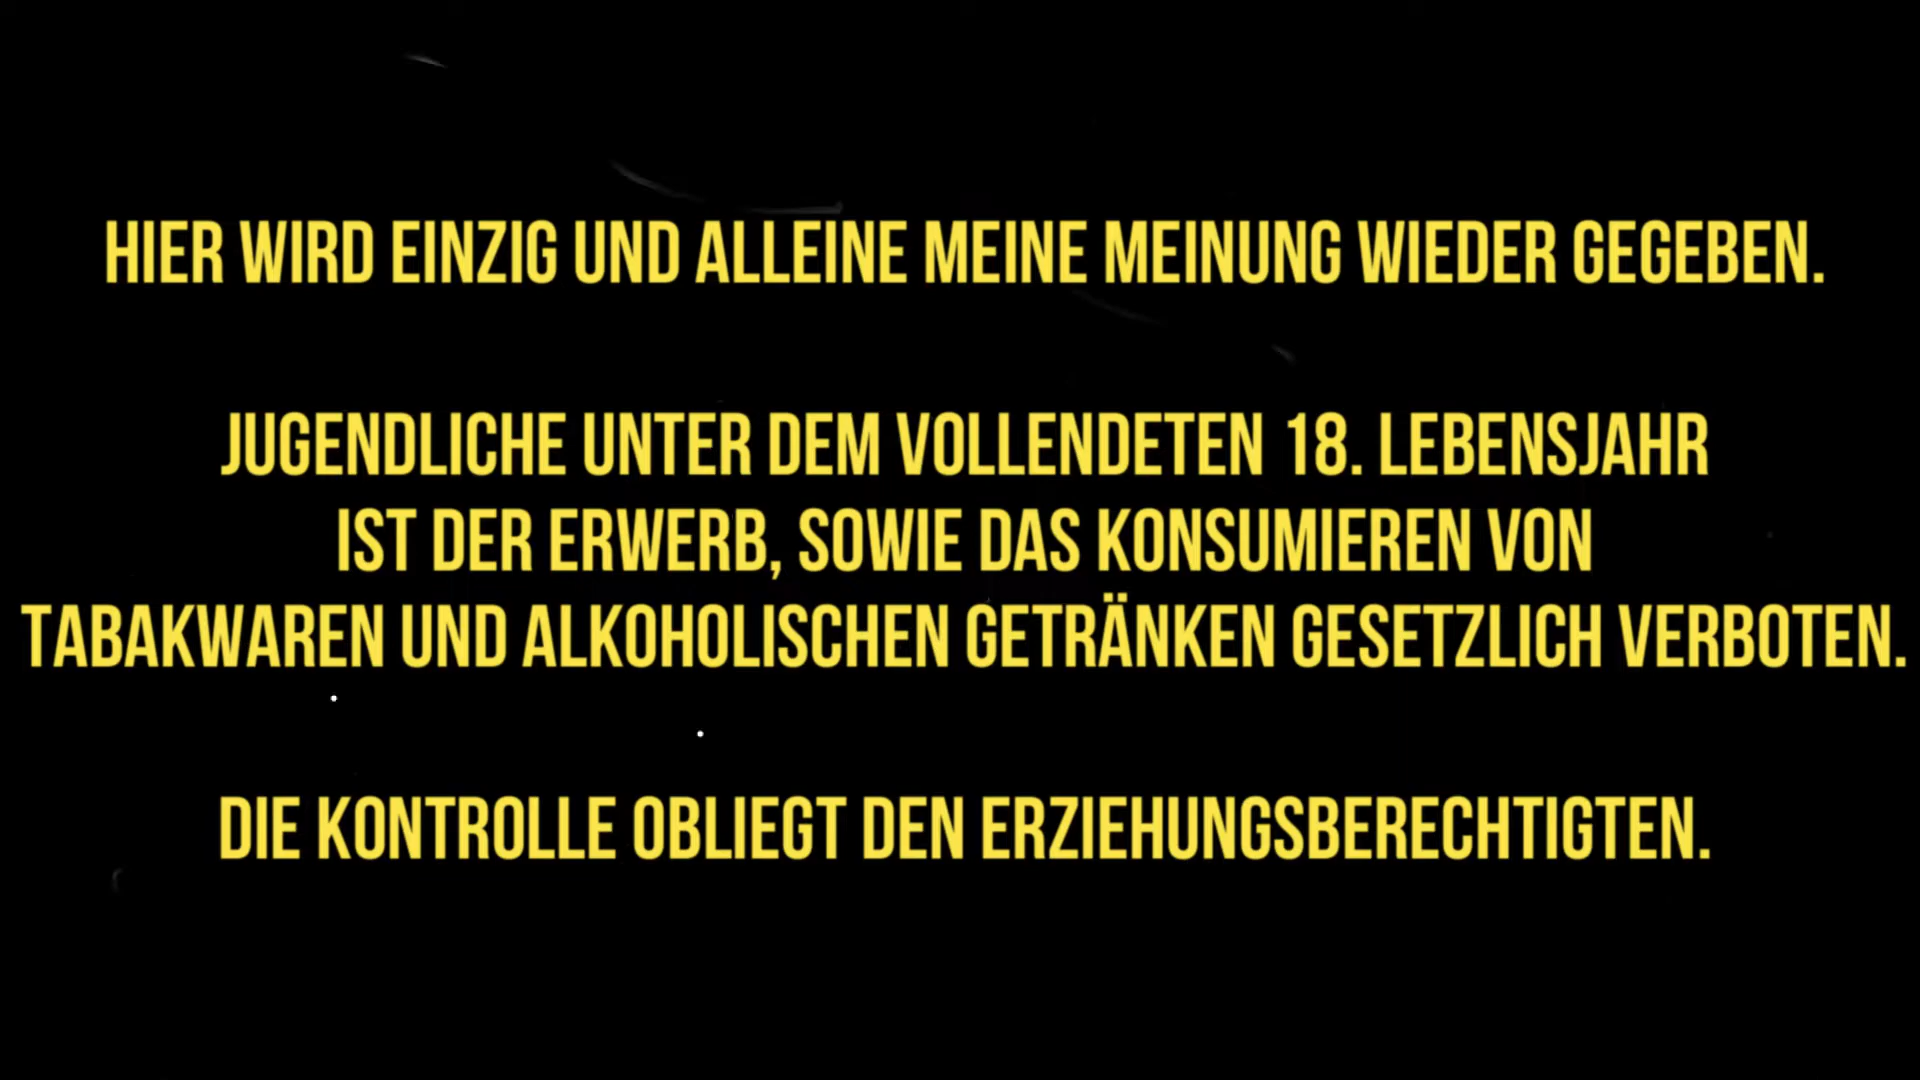 HIER WIRD EINZIG UND ALLEINE MEINE MEINUNG WIEDER GEGEBEN.
JUGENDLICHE UNTER DEM VOLLENDETEN 18. LEBENSJAHR
IST DER ERWERB, SOWIE DAS KONSUMIEREN VON
TABAKWAREN UND ALKOHOLISCHEN GETRÄNKEN GESETZLICH VERBOTEN.
DIE KONTROLLE OBLIEGT DEN ERZIEHUNGSBERECHTIGTEN.